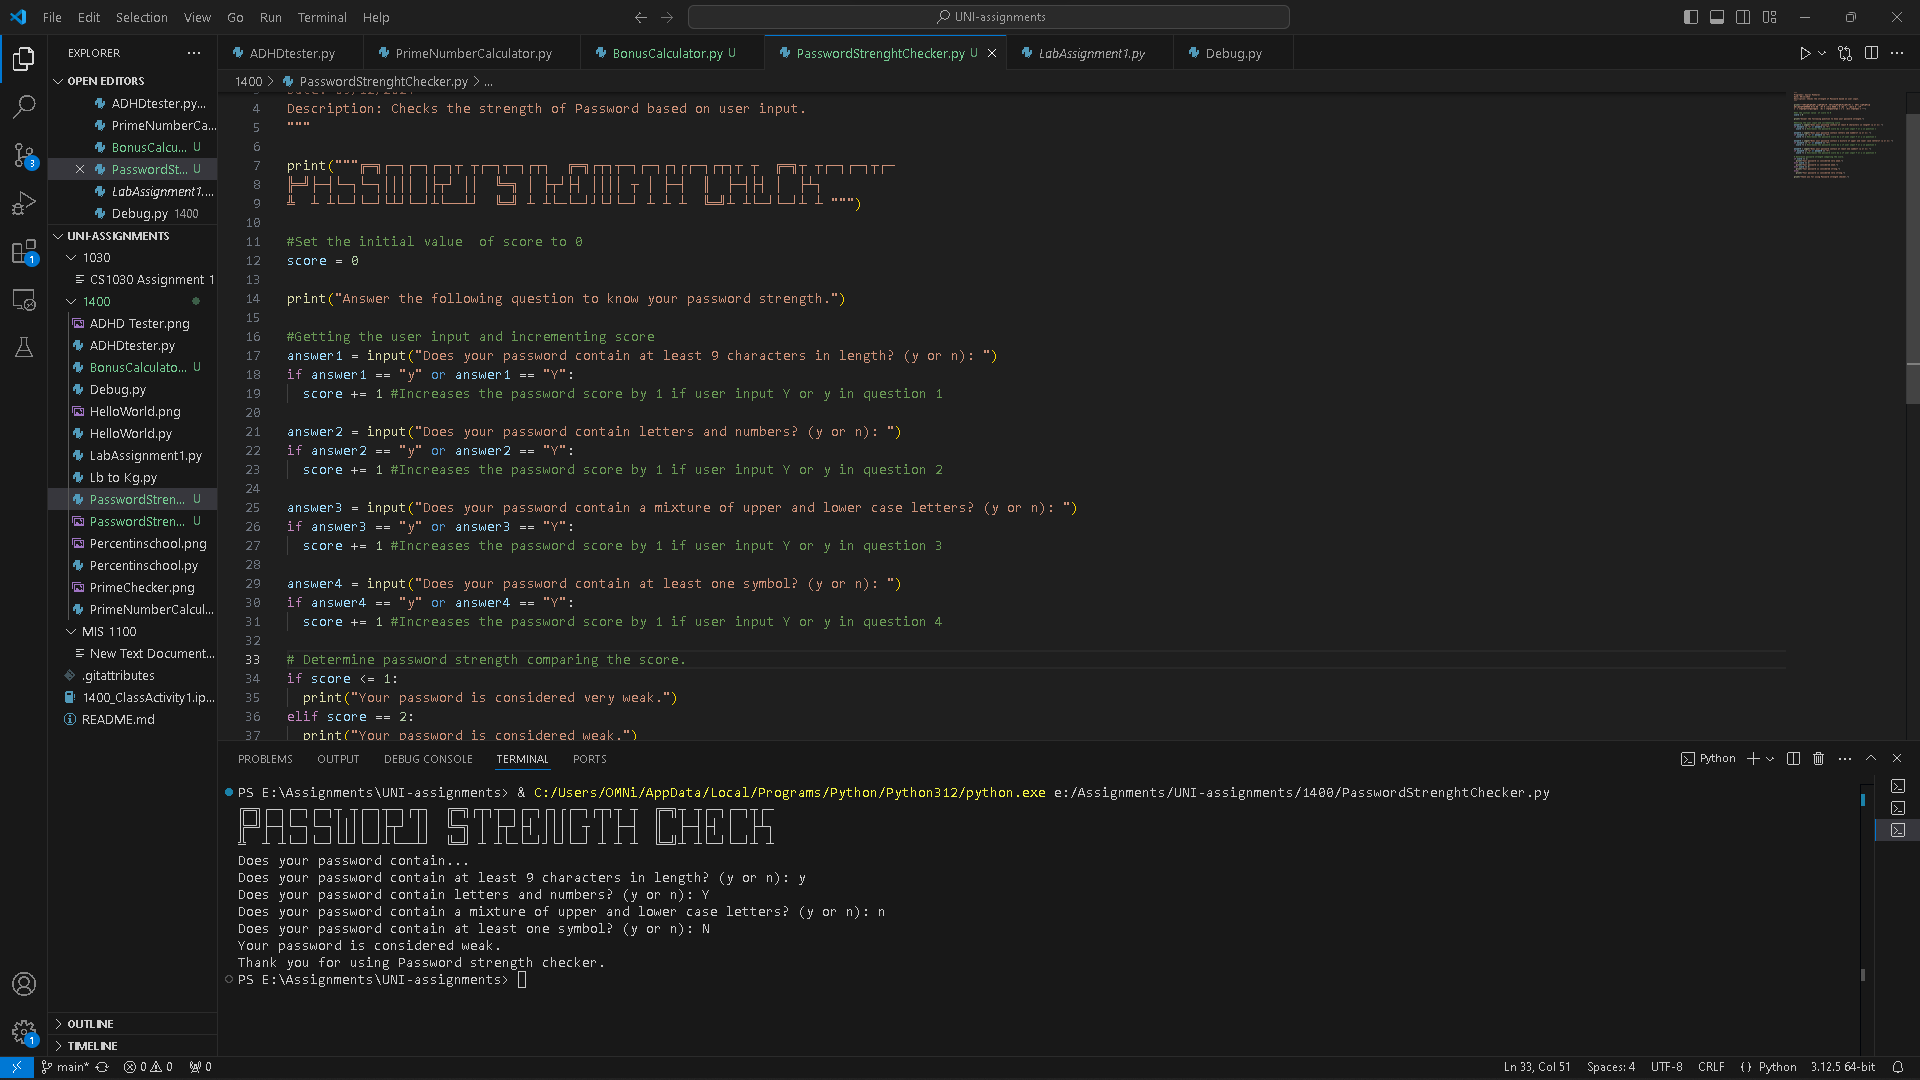 File Edit Selection View Go Run Terminal Help
UNI-assignments
EXPLORER
OPEN EDITORS
ADHDtester.py...
PrimeNumberCa...
BonusCalcu... U
PasswordSt... U
LabAssignment1....
Debug.py 1400
UNI-ASSIGNMENTS
1030
CS1030 Assignment 1
1400
ADHD Tester.png
ADHDtester.py
BonusCalculato... U
Debug.py
HelloWorld.png
HelloWorld.py
LabAssignment1.py
Lb to Kg.py
PasswordStren... U
PasswordStren... U
Percentinschool.png
Percentinschool.py
PrimeChecker.png
PrimeNumberCalcul...
MIS 1100
New Text Document...
.gitattributes
1400_ClassActivity1.ip...
README.md
OUTLINE
TIMELINE
3
1
1
ADHDtester.py PrimeNumberCalculator.py BonusCalculator.py U PasswordStrenghtChecker.py U LabAssignment1.py Debug.py
1400 > PasswordStrenghtChecker.py > ...
4 Description: Checks the strength of Password based on user input.
5 """
6
7 print("""
8
9 """)
10
11 #Set the initial value  of score to 0
12 score = 0
13
14 print("Answer the following question to know your password strength.")
15
16 #Getting the user input and incrementing score
17 answer1 = input("Does your password contain at least 9 characters in length? (y or n): ")
18 if answer1 == "y" or answer1 == "Y":
19 score += 1 #Increases the password score by 1 if user input Y or y in question 1
20
21 answer2 = input("Does your password contain letters and numbers? (y or n): ")
22 if answer2 == "y" or answer2 == "Y":
23 score += 1 #Increases the password score by 1 if user input Y or y in question 2
24
25 answer3 = input("Does your password contain a mixture of upper and lower case letters? (y or n): ")
26 if answer3 == "y" or answer3 == "Y":
27 score += 1 #Increases the password score by 1 if user input Y or y in question 3
28
29 answer4 = input("Does your password contain at least one symbol? (y or n): ")
30 if answer4 == "y" or answer4 == "Y":
31 score += 1 #Increases the password score by 1 if user input Y or y in question 4
32
33 # Determine password strength comparing the score.
34 if score <= 1:
35 print("Your password is considered very weak.")
36 elif score == 2:
37 print("Your password is considered weak.")
PROBLEMS OUTPUT DEBUG CONSOLE TERMINAL PORTS
Python
PS E:\Assignments\UNI-assignments> & C:/Users/OMNi/AppData/Local/Programs/Python/Python312/python.exe e:/Assignments/UNI-assignments/1400/PasswordStrenghtChecker.py
PASSWORD STRENGTH CHECK
Does your password contain...
Does your password contain at least 9 characters in length? (y or n): y
Does your password contain letters and numbers? (y or n): Y
Does your password contain a mixture of upper and lower case letters? (y or n): n
Does your password contain at least one symbol? (y or n): N
Your password is considered weak.
Thank you for using Password strength checker.
PS E:\Assignments\UNI-assignments>
main* 0 0 0
Ln 33, Col 51 Spaces: 4 UTF-8 CRLF {} Python 3.12.5 64-bit